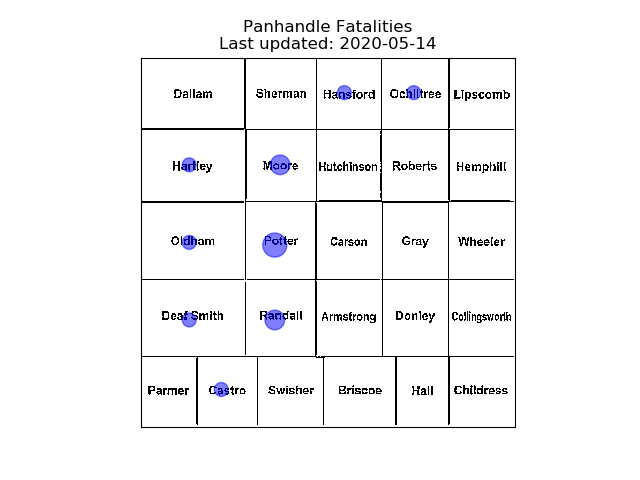 Panhandle Fatalities
Last updated: 2020-05-14
Dallam Sherman Hansford Ochiltree Lipscomb
Hartley Moore Hutchinson Roberts Hemphill
Oldham Potter Carson Gray Wheeler
Deaf Smith Randall Armstrong Donley Collingsworth
Parmer Castro Swisher Briscoe Hall Childress